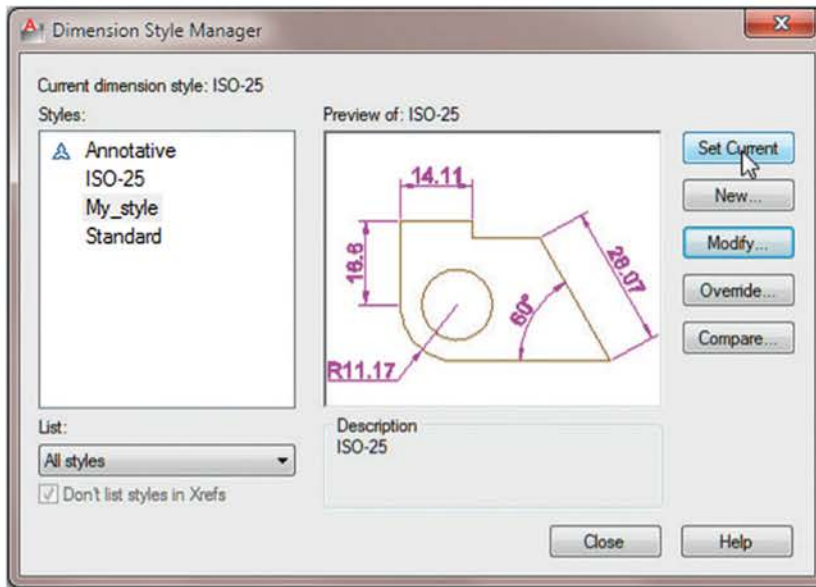 Dimension Style Manager
Current dimension style: ISO-25
Styles:
Preview of: ISO-25
Annotative
ISO-25
My_style
Standard
14.11
16.6
28.07
60°
R11.17
Set Current
New...
Modify...
Override...
Compare...
List:
All styles
Don't list styles in Xrefs
Description
ISO-25
Close
Help